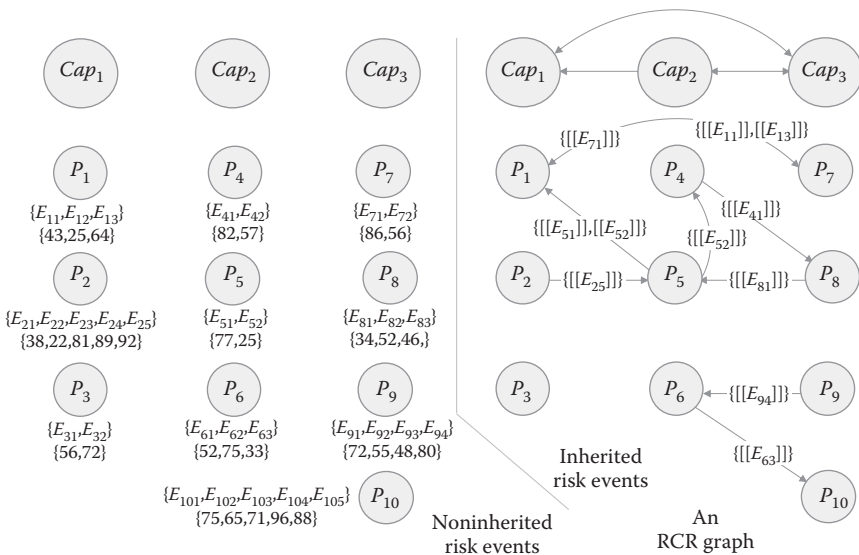 Cap₁ Cap₂ Cap₃ Cap₁ Cap₂ Cap₃
{[[E₇₁]]} {[[E₁₁]],[[E₁₃]]}
P₁ P₄ P₇ P₁ P₄ P₇
{E₁₁,E₁₂,E₁₃} {E₄₁,E₄₂} {E₇₁,E₇₂} {[[E₄₁]]}
{43,25,64} {82,57} {86,56} {[[E₅₁]],[[E₅₂]]} {[[E₅₂]]}
P₂ P₅ P₈ P₂ {[[E₂₅]]} P₅ {[[E₈₁]]} P₈
{E₂₁,E₂₂,E₂₃,E₂₄,E₂₅} {E₅₁,E₅₂} {E₈₁,E₈₂,E₈₃}
{38,22,81,89,92} {77,25} {34,52,46,}
P₃ P₆ P₉ P₃ P₆ {[[E₉₄]]} P₉
{E₃₁,E₃₂} {E₆₁,E₆₂,E₆₃} {E₉₁,E₉₂,E₉₃,E₉₄}
{56,72} {52,75,33} {72,55,48,80} {[[E₆₃]]}
{E₁₀₁,E₁₀₂,E₁₀₃,E₁₀₄,E₁₀₅} P₁₀ P₁₀
{75,65,71,96,88}
Inherited
risk events
Noninherited
risk events
An
RCR graph